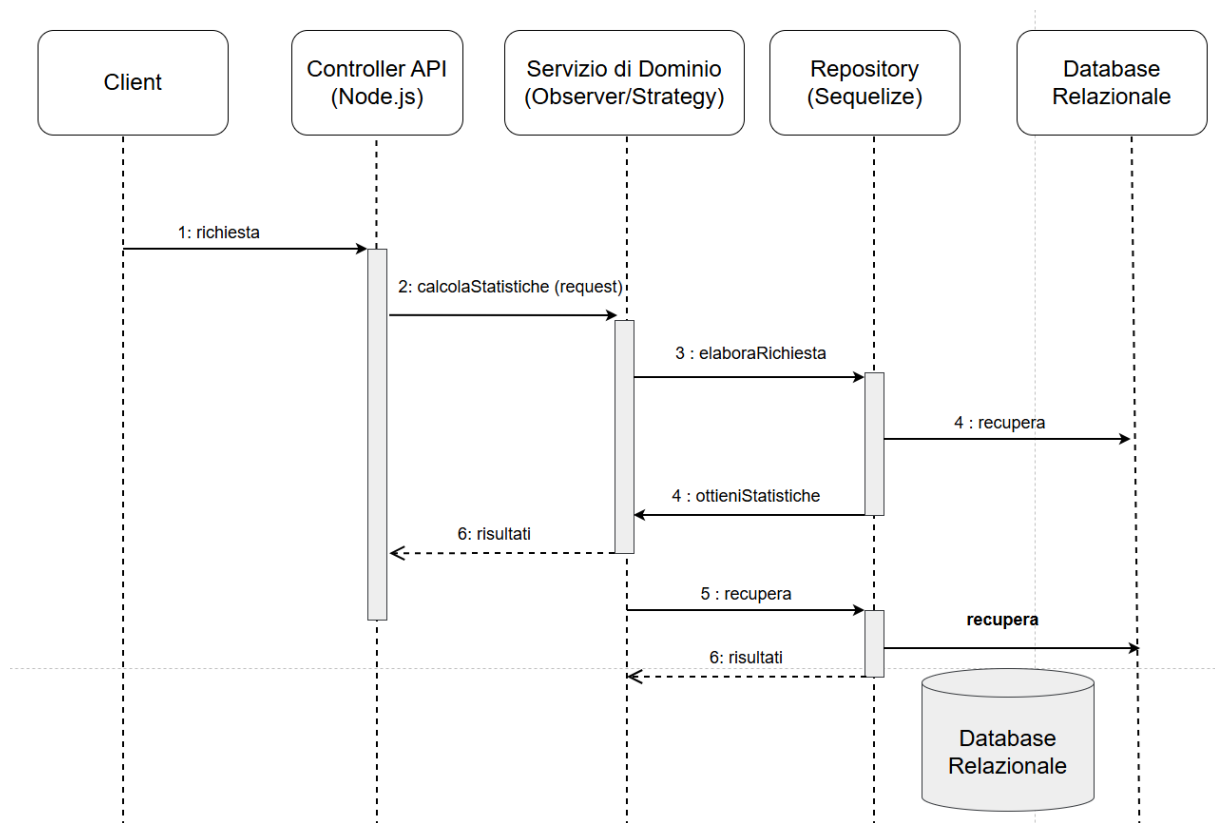 Client
Controller API
(Node.js)
Servizio di Dominio
(Observer/Strategy)
Repository
(Sequelize)
Database
Relazionale
1: richiesta
2: calcolaStatistiche (request)
3 : elaboraRichiesta
4 : recupera
4 : ottieniStatistiche
6: risultati
5 : recupera
recupera
6: risultati
Database
Relazionale